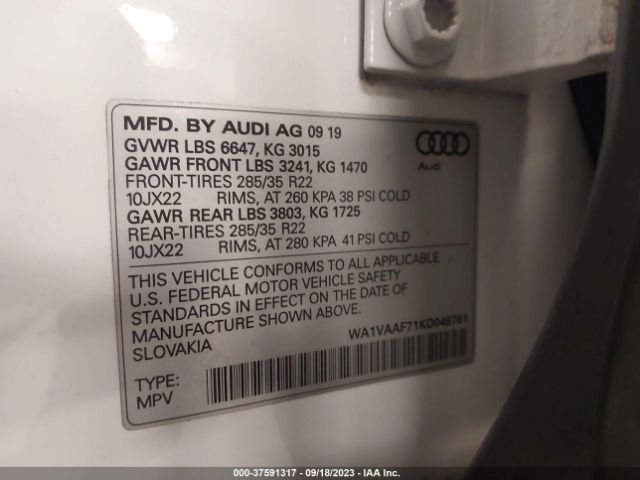 MFD. BY AUDI AG 09 19
GVWR LBS 6647, KG 3015
GAWR FRONT LBS 3241, KG 1470
FRONT-TIRES 285/35 R22
10JX22 RIMS, AT 260 KPA 38 PSI COLD
GAWR REAR LBS 3803, KG 1725
REAR-TIRES 285/35 R22
10JX22 RIMS, AT 280 KPA 41 PSI COLD
Audi
THIS VEHICLE CONFORMS TO ALL APPLICABLE
U.S. FEDERAL MOTOR VEHICLE SAFETY
STANDARDS IN EFFECT ON THE DATE OF
MANUFACTURE SHOWN ABOVE.
SLOVAKIA
WA1VAAF71KD048761
TYPE:
MPV
000-37591317 - 09/18/2023 - IAA Inc.